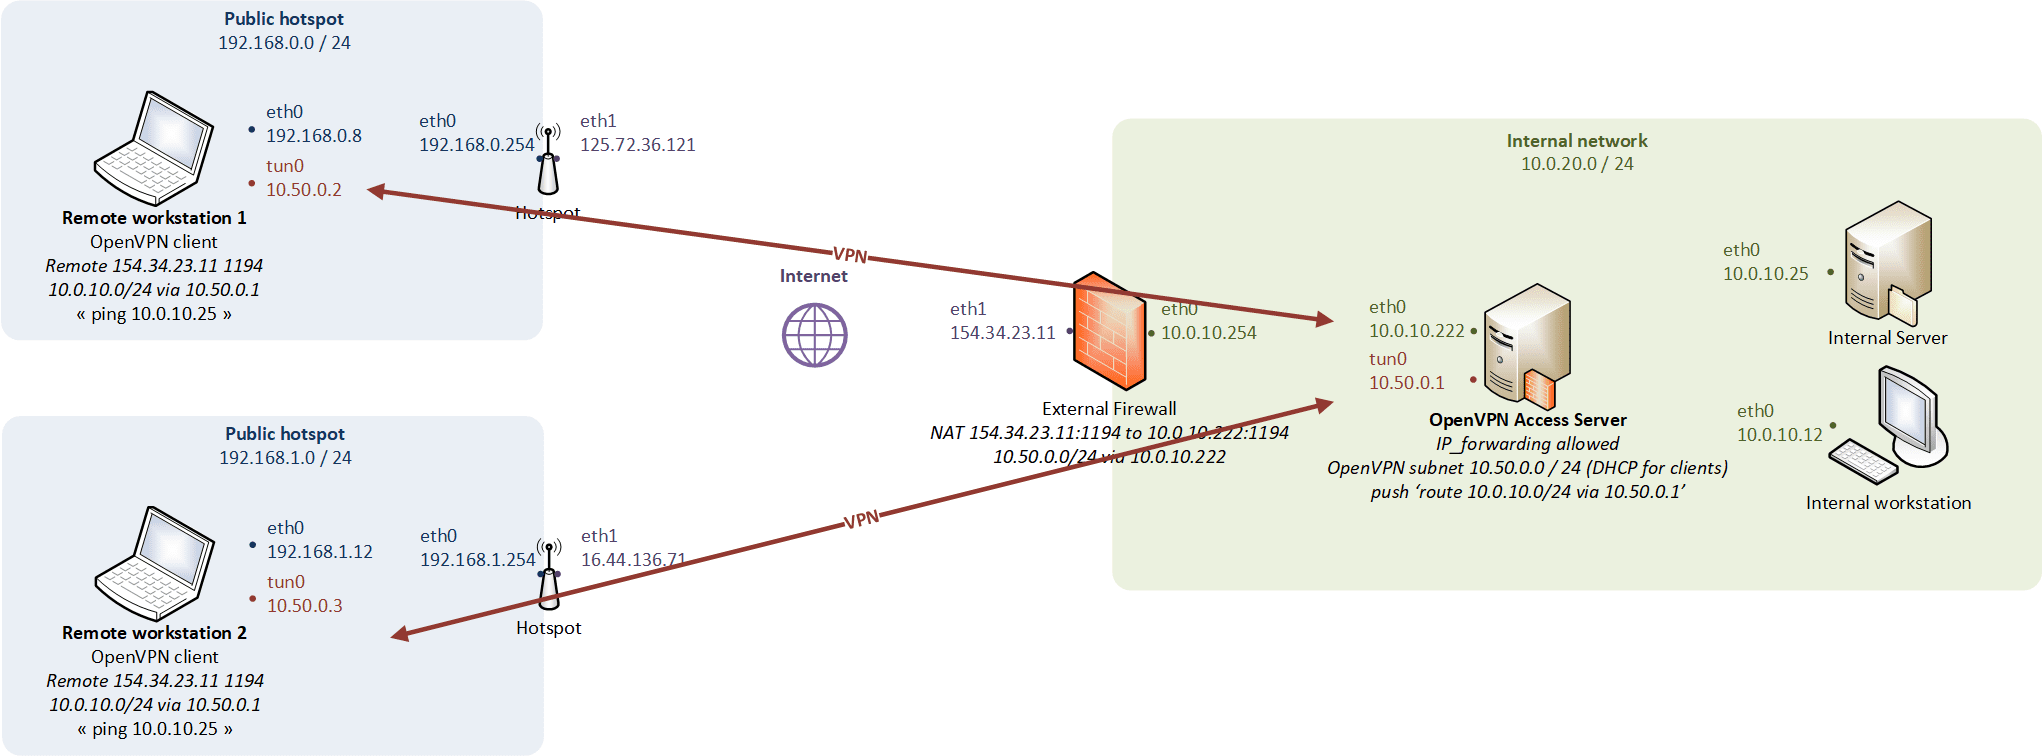 Public hotspot
192.168.0.0 / 24
eth0
192.168.0.8
tun0
10.50.0.2
eth0
192.168.0.254
eth1
125.72.36.121
Hotspot
Remote workstation 1
OpenVPN client
Remote 154.34.23.11 1194
10.0.10.0/24 via 10.50.0.1
« ping 10.0.10.25 »
VPN
Internet
Public hotspot
192.168.1.0 / 24
eth0
192.168.1.12
tun0
10.50.0.3
eth0
192.168.1.254
eth1
16.44.136.71
Hotspot
Remote workstation 2
OpenVPN client
Remote 154.34.23.11 1194
10.0.10.0/24 via 10.50.0.1
« ping 10.0.10.25 »
VPN
eth1
154.34.23.11
eth0
10.0.10.254
External Firewall
NAT 154.34.23.11:1194 to 10.0.10.222:1194
10.50.0.0/24 via 10.0.10.222
Internal network
10.0.20.0 / 24
eth0
10.0.10.222
tun0
10.50.0.1
OpenVPN Access Server
IP_forwarding allowed
OpenVPN subnet 10.50.0.0 / 24 (DHCP for clients)
push ‘route 10.0.10.0/24 via 10.50.0.1’
eth0
10.0.10.25
Internal Server
eth0
10.0.10.12
Internal workstation